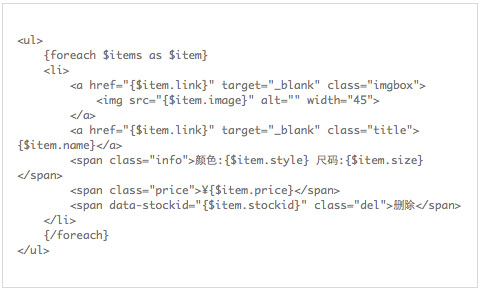 <ul>
    {foreach $items as $item}
    <li>
        <a href="{$item.link}" target="_blank" class="imgbox">
            <img src="{$item.image}" alt="" width="45">
        </a>
        <a href="{$item.link}" target="_blank" class="title">
{$item.name}</a>
        <span class="info">颜色:{$item.style} 尺码:{$item.size}
</span>
        <span class="price">¥{$item.price}</span>
        <span data-stockid="{$item.stockid}" class="del">删除</span>
    </li>
    {/foreach}
</ul>